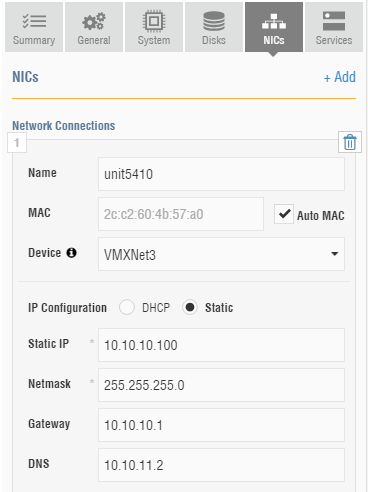 Summary General System Disks NICs Services
NICs + Add
Network Connections
1
Name unit5410
MAC 2c:c2:60:4b:57:a0 Auto MAC
Device VMXNet3
IP Configuration DHCP Static
Static IP * 10.10.10.100
Netmask * 255.255.255.0
Gateway 10.10.10.1
DNS 10.10.11.2